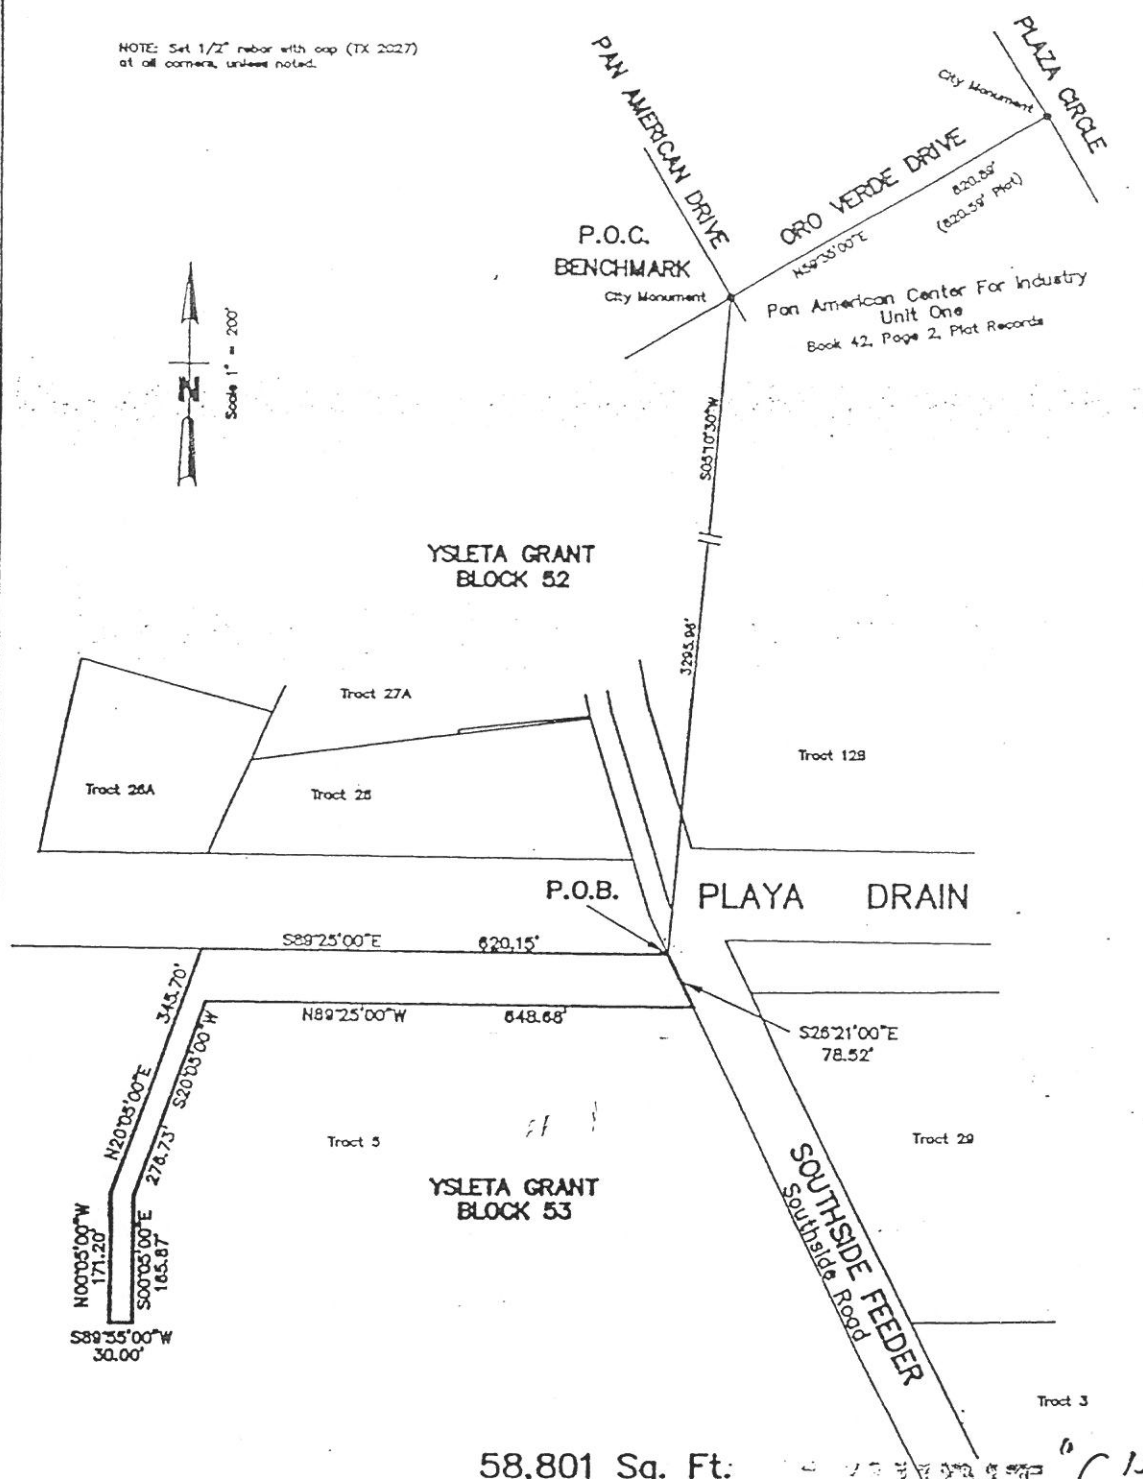 NOTE: Set 1/2" rebar with cap (TX 2027)
at all corners, unless noted.
PLAZA CIRCLE
City Monument
PAN AMERICAN DRIVE
ORO VERDE DRIVE
820.89'
(820.59' Plat)
N59°35'00"E
P.O.C.
BENCHMARK
City Monument
Pan American Center For Industry
Unit One
Book 42, Page 2, Plat Records
N
Scale 1" = 200'
S05°10'30"W
YSLETA GRANT
BLOCK 52
3295.96'
Tract 27A
Tract 12B
Tract 26A
Tract 28
P.O.B.
PLAYA DRAIN
S89°25'00"E 620.15'
345.70'
N89°25'00"W 648.68'
S26°21'00"E
78.52'
N20°05'00"E
S20°05'00"W
276.73'
Tract 5
Tract 29
YSLETA GRANT
BLOCK 53
SOUTHSIDE FEEDER
Southside Road
N00°05'00"W
171.20'
S00°05'00"E
165.87'
S89°55'00"W
30.00'
Tract 3
58,801 Sq. Ft.